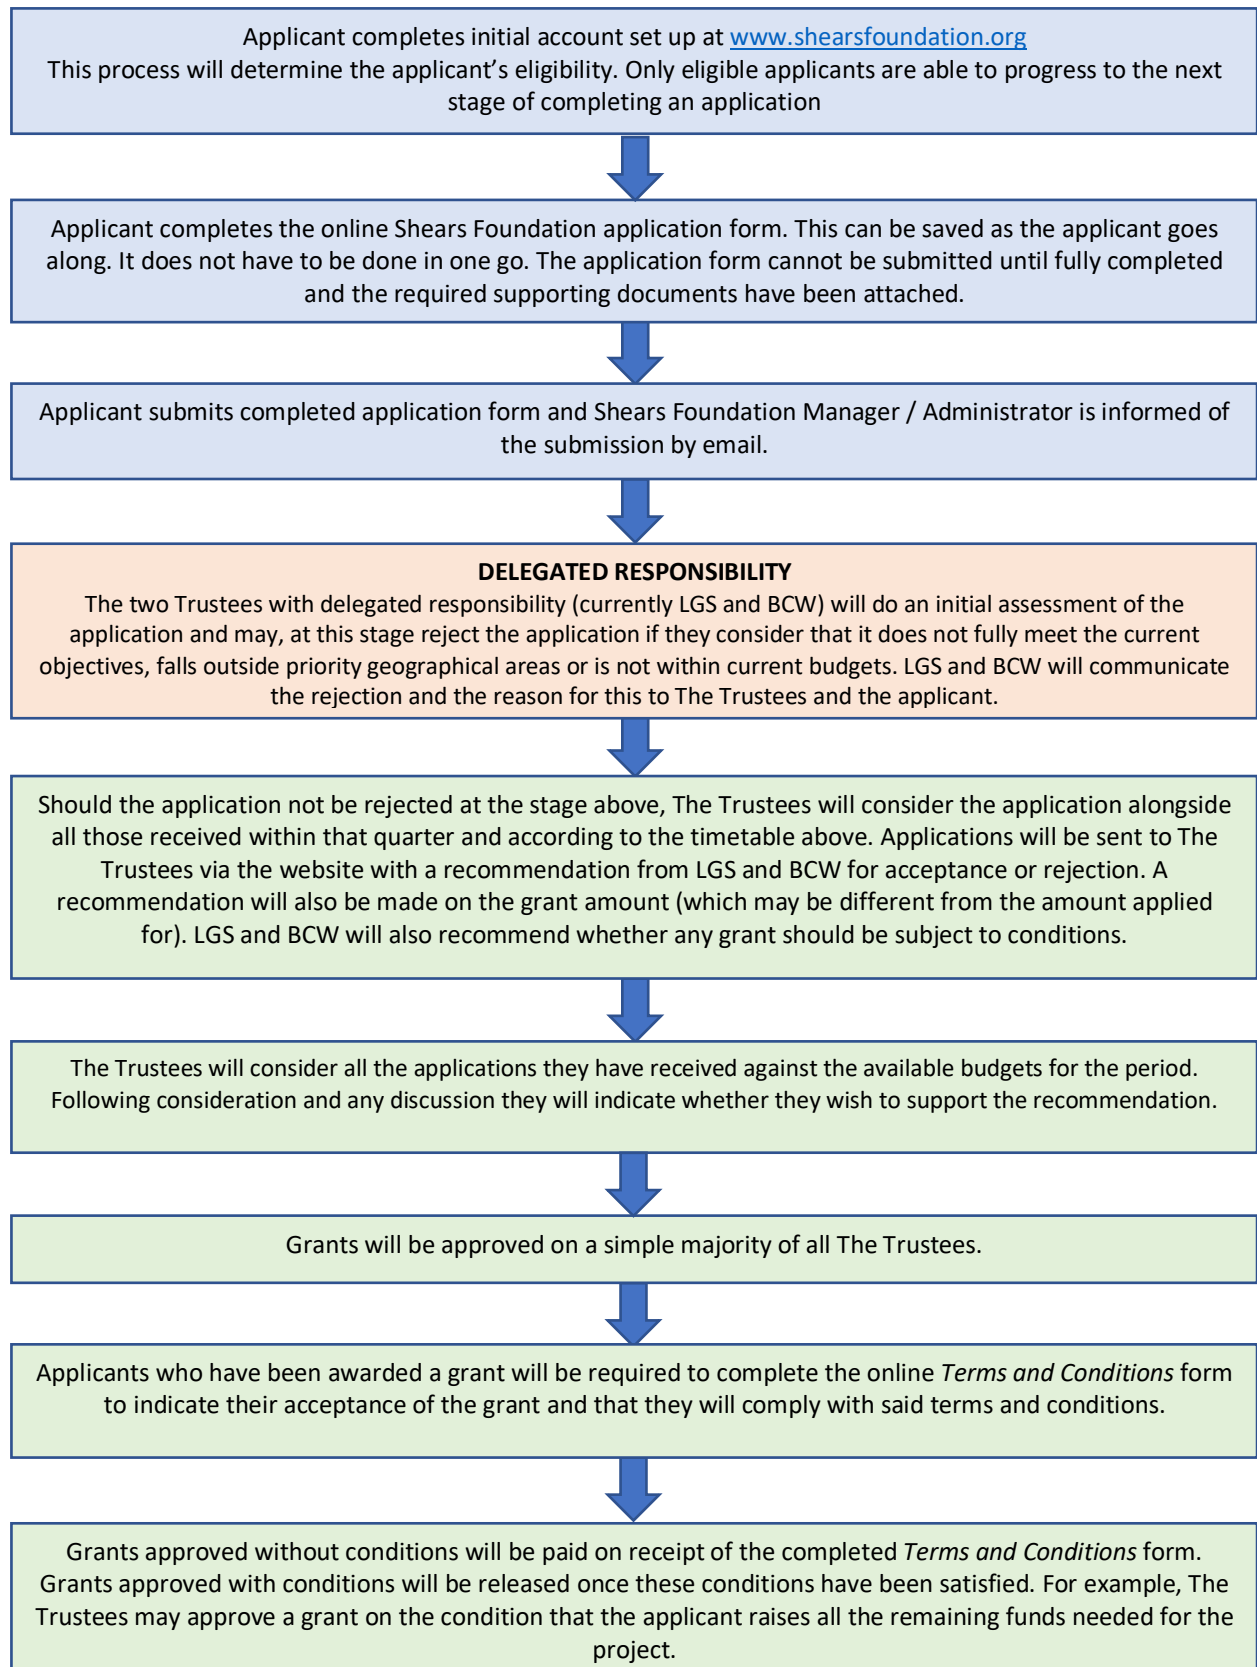 Applicant completes initial account set up at www.shearsfoundation.org
This process will determine the applicant’s eligibility. Only eligible applicants are able to progress to the next
stage of completing an application
Applicant completes the online Shears Foundation application form. This can be saved as the applicant goes
along. It does not have to be done in one go. The application form cannot be submitted until fully completed
and the required supporting documents have been attached.
Applicant submits completed application form and Shears Foundation Manager / Administrator is informed of
the submission by email.
DELEGATED RESPONSIBILITY
The two Trustees with delegated responsibility (currently LGS and BCW) will do an initial assessment of the
application and may, at this stage reject the application if they consider that it does not fully meet the current
objectives, falls outside priority geographical areas or is not within current budgets. LGS and BCW will communicate
the rejection and the reason for this to The Trustees and the applicant.
Should the application not be rejected at the stage above, The Trustees will consider the application alongside
all those received within that quarter and according to the timetable above. Applications will be sent to The
Trustees via the website with a recommendation from LGS and BCW for acceptance or rejection. A
recommendation will also be made on the grant amount (which may be different from the amount applied
for). LGS and BCW will also recommend whether any grant should be subject to conditions.
The Trustees will consider all the applications they have received against the available budgets for the period.
Following consideration and any discussion they will indicate whether they wish to support the recommendation.
Grants will be approved on a simple majority of all The Trustees.
Applicants who have been awarded a grant will be required to complete the online Terms and Conditions form
to indicate their acceptance of the grant and that they will comply with said terms and conditions.
Grants approved without conditions will be paid on receipt of the completed Terms and Conditions form.
Grants approved with conditions will be released once these conditions have been satisfied. For example, The
Trustees may approve a grant on the condition that the applicant raises all the remaining funds needed for the
project.